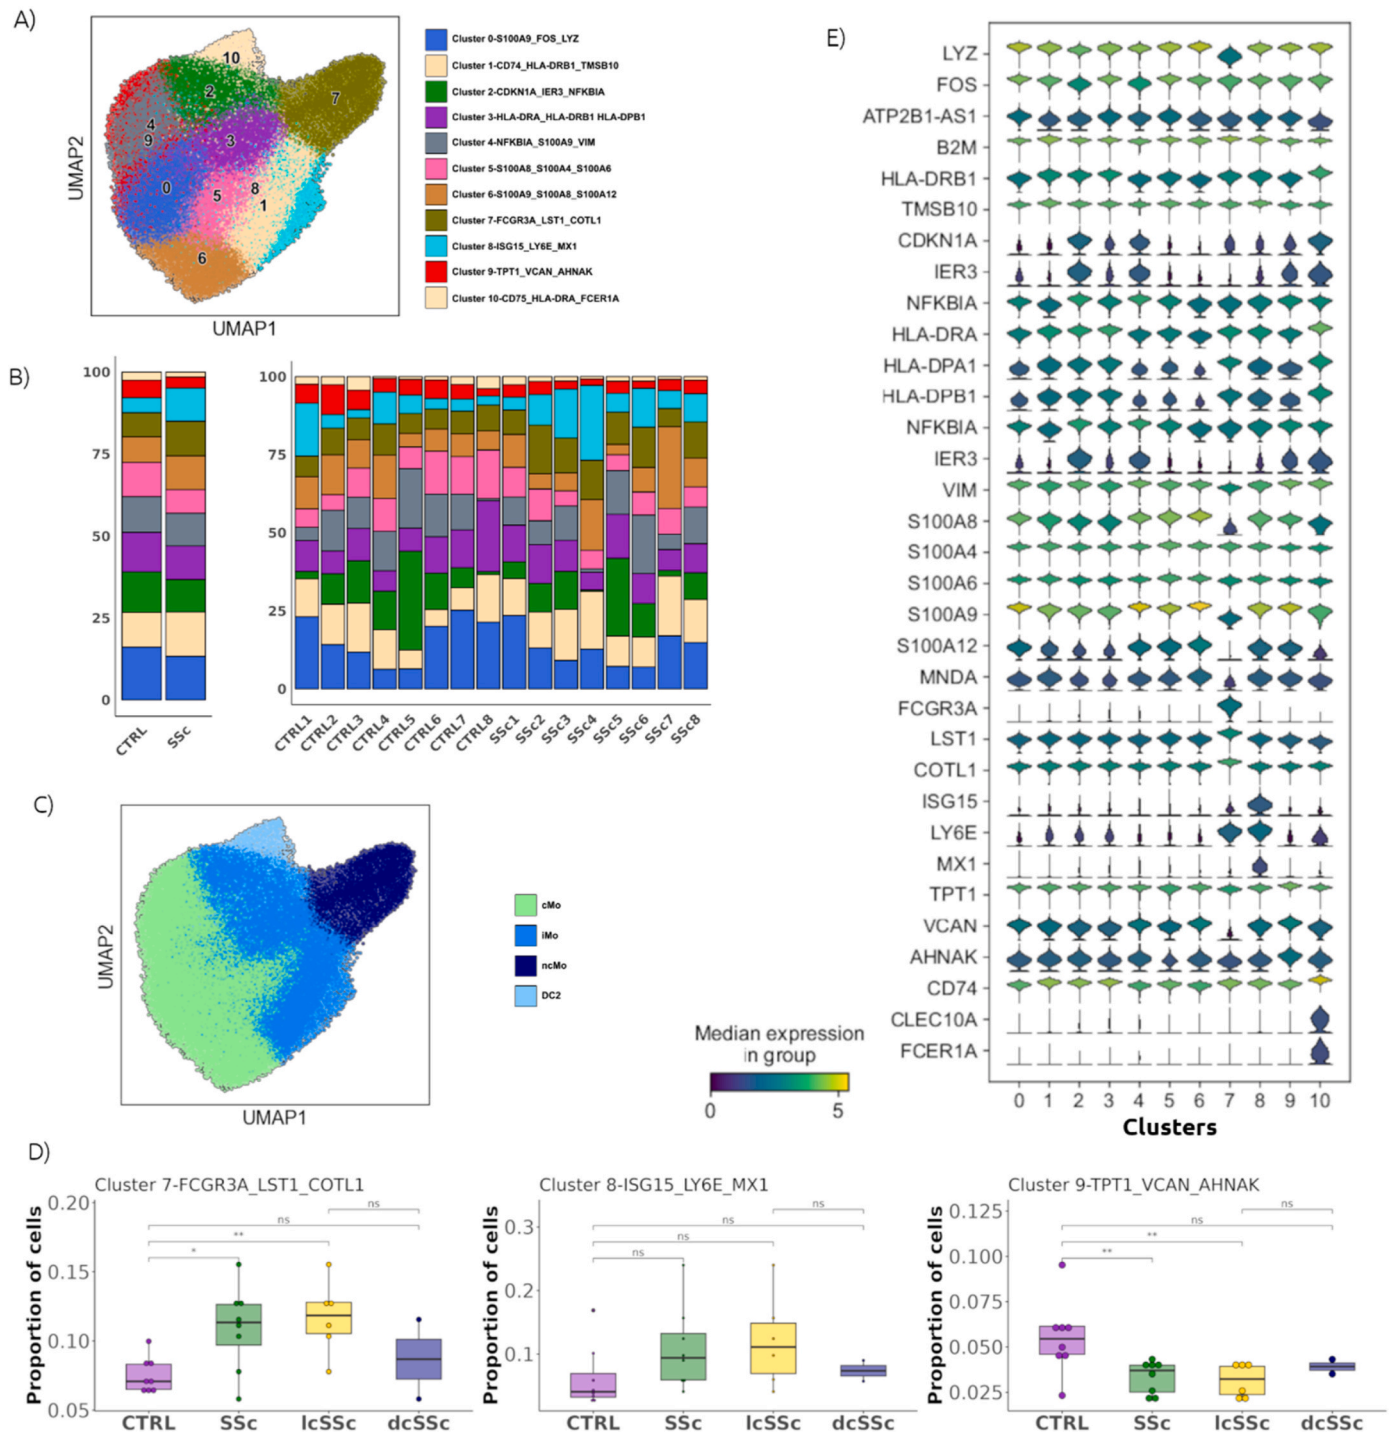 A)
10
2
7
4
9
3
0
5
8
1
6
UMAP2
UMAP1
Cluster 0-S100A9_FOS_LYZ
Cluster 1-CD74_HLA-DRB1_TMSB10
Cluster 2-CDKN1A_IER3_NFKBIA
Cluster 3-HLA-DRA_HLA-DRB1 HLA-DPB1
Cluster 4-NFKBIA_S100A9_VIM
Cluster 5-S100A8_S100A4_S100A6
Cluster 6-S100A9_S100A8_S100A12
Cluster 7-FCGR3A_LST1_COTL1
Cluster 8-ISG15_LY6E_MX1
Cluster 9-TPT1_VCAN_AHNAK
Cluster 10-CD75_HLA-DRA_FCER1A
B)
100
75
50
25
0
CTRL
SSc
100
75
50
25
0
CTRL1
CTRL2
CTRL3
CTRL4
CTRL5
CTRL6
CTRL7
CTRL8
SSc1
SSc2
SSc3
SSc4
SSc5
SSc6
SSc7
SSc8
C)
UMAP2
UMAP1
cMo
iMo
ncMo
DC2
Median expression
in group
0 5
E)
LYZ
FOS
ATP2B1-AS1
B2M
HLA-DRB1
TMSB10
CDKN1A
IER3
NFKBIA
HLA-DRA
HLA-DPA1
HLA-DPB1
NFKBIA
IER3
VIM
S100A8
S100A4
S100A6
S100A9
S100A12
MNDA
FCGR3A
LST1
COTL1
ISG15
LY6E
MX1
TPT1
VCAN
AHNAK
CD74
CLEC10A
FCER1A
0 1 2 3 4 5 6 7 8 9 10
Clusters
D)
Cluster 7-FCGR3A_LST1_COTL1
Proportion of cells
0.20
0.15
0.10
0.05
ns
ns
**
*
CTRL SSc lcSSc dcSSc
Cluster 8-ISG15_LY6E_MX1
Proportion of cells
0.3
0.2
0.1
ns
ns
ns
ns
CTRL SSc lcSSc dcSSc
Cluster 9-TPT1_VCAN_AHNAK
Proportion of cells
0.125
0.100
0.075
0.050
0.025
ns
ns
**
**
CTRL SSc lcSSc dcSSc